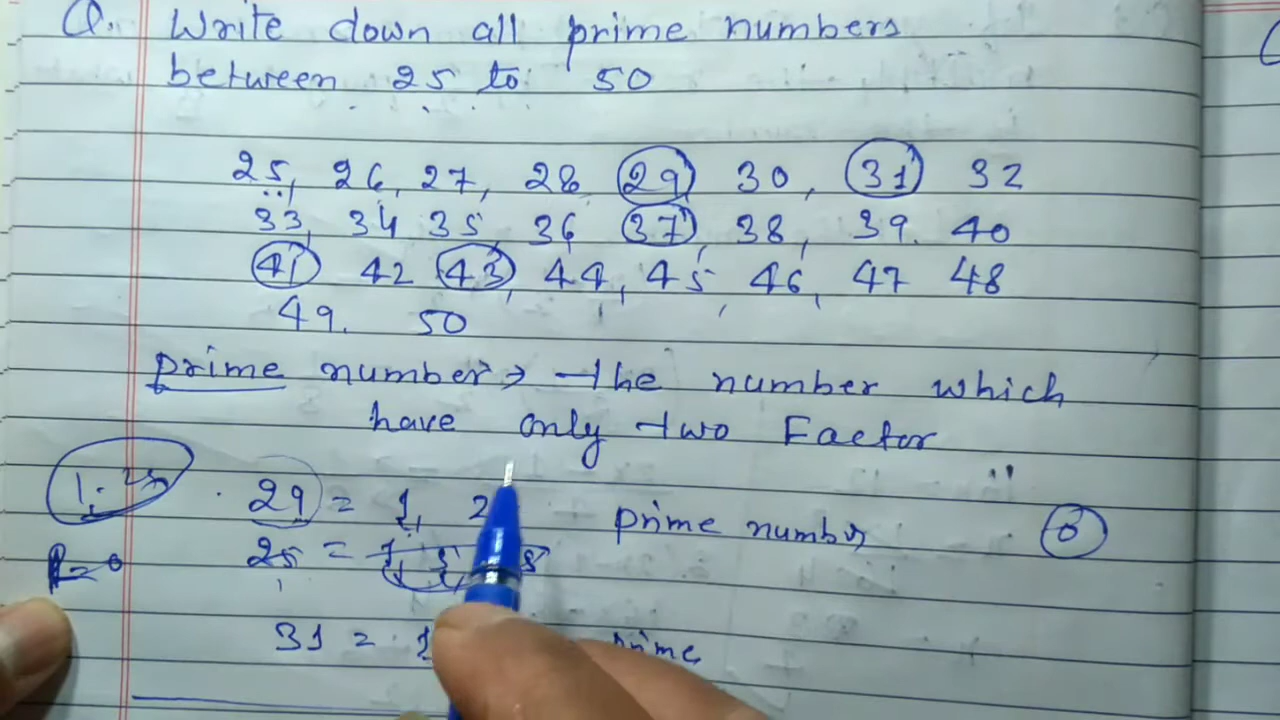 Q. Write down all prime numbers
between 25 to 50
25, 26, 27, 28 29 30, 31 32
33, 34 35, 36 37, 38, 39. 40
41 42 43, 44, 45 46, 47 48
49. 50
prime number → The number which
have only two Factor
29 = 1, prime number
25 = 1, 5
31 = 1 prime